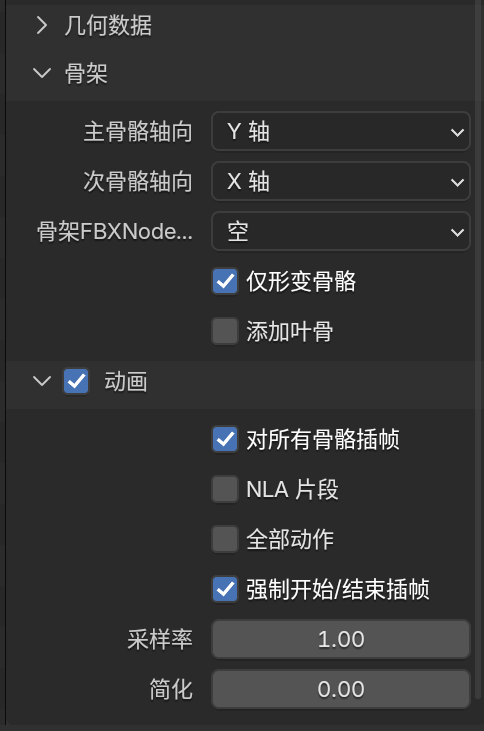 几何数据
骨架
主骨骼轴向 Y 轴
次骨骼轴向 X 轴
骨架FBXNode... 空
仅形变骨骼
添加叶骨
动画
对所有骨骼插帧
NLA 片段
全部动作
强制开始/结束插帧
采样率 1.00
简化 0.00